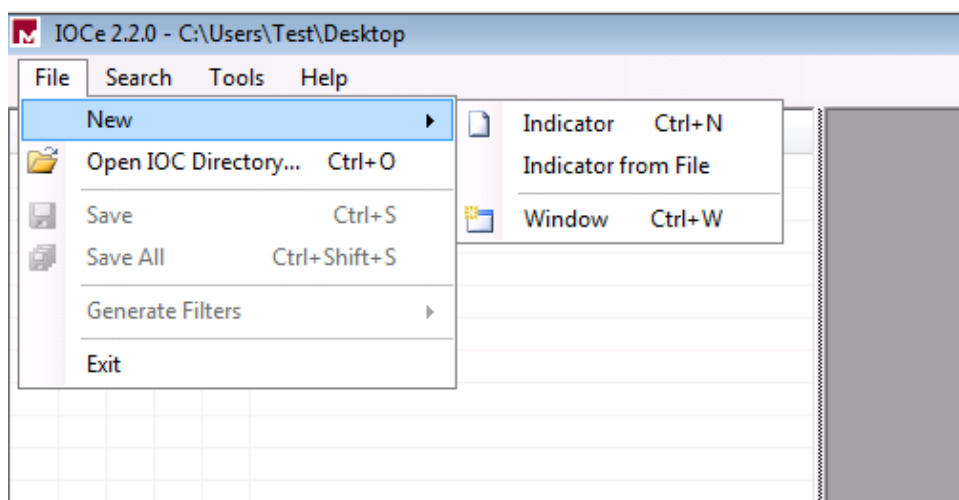 IOCe 2.2.0 - C:\Users\Test\Desktop
File Search Tools Help
New
Indicator Ctrl+N
Open IOC Directory... Ctrl+O
Indicator from File
Save Ctrl+S
Window Ctrl+W
Save All Ctrl+Shift+S
Generate Filters
Exit